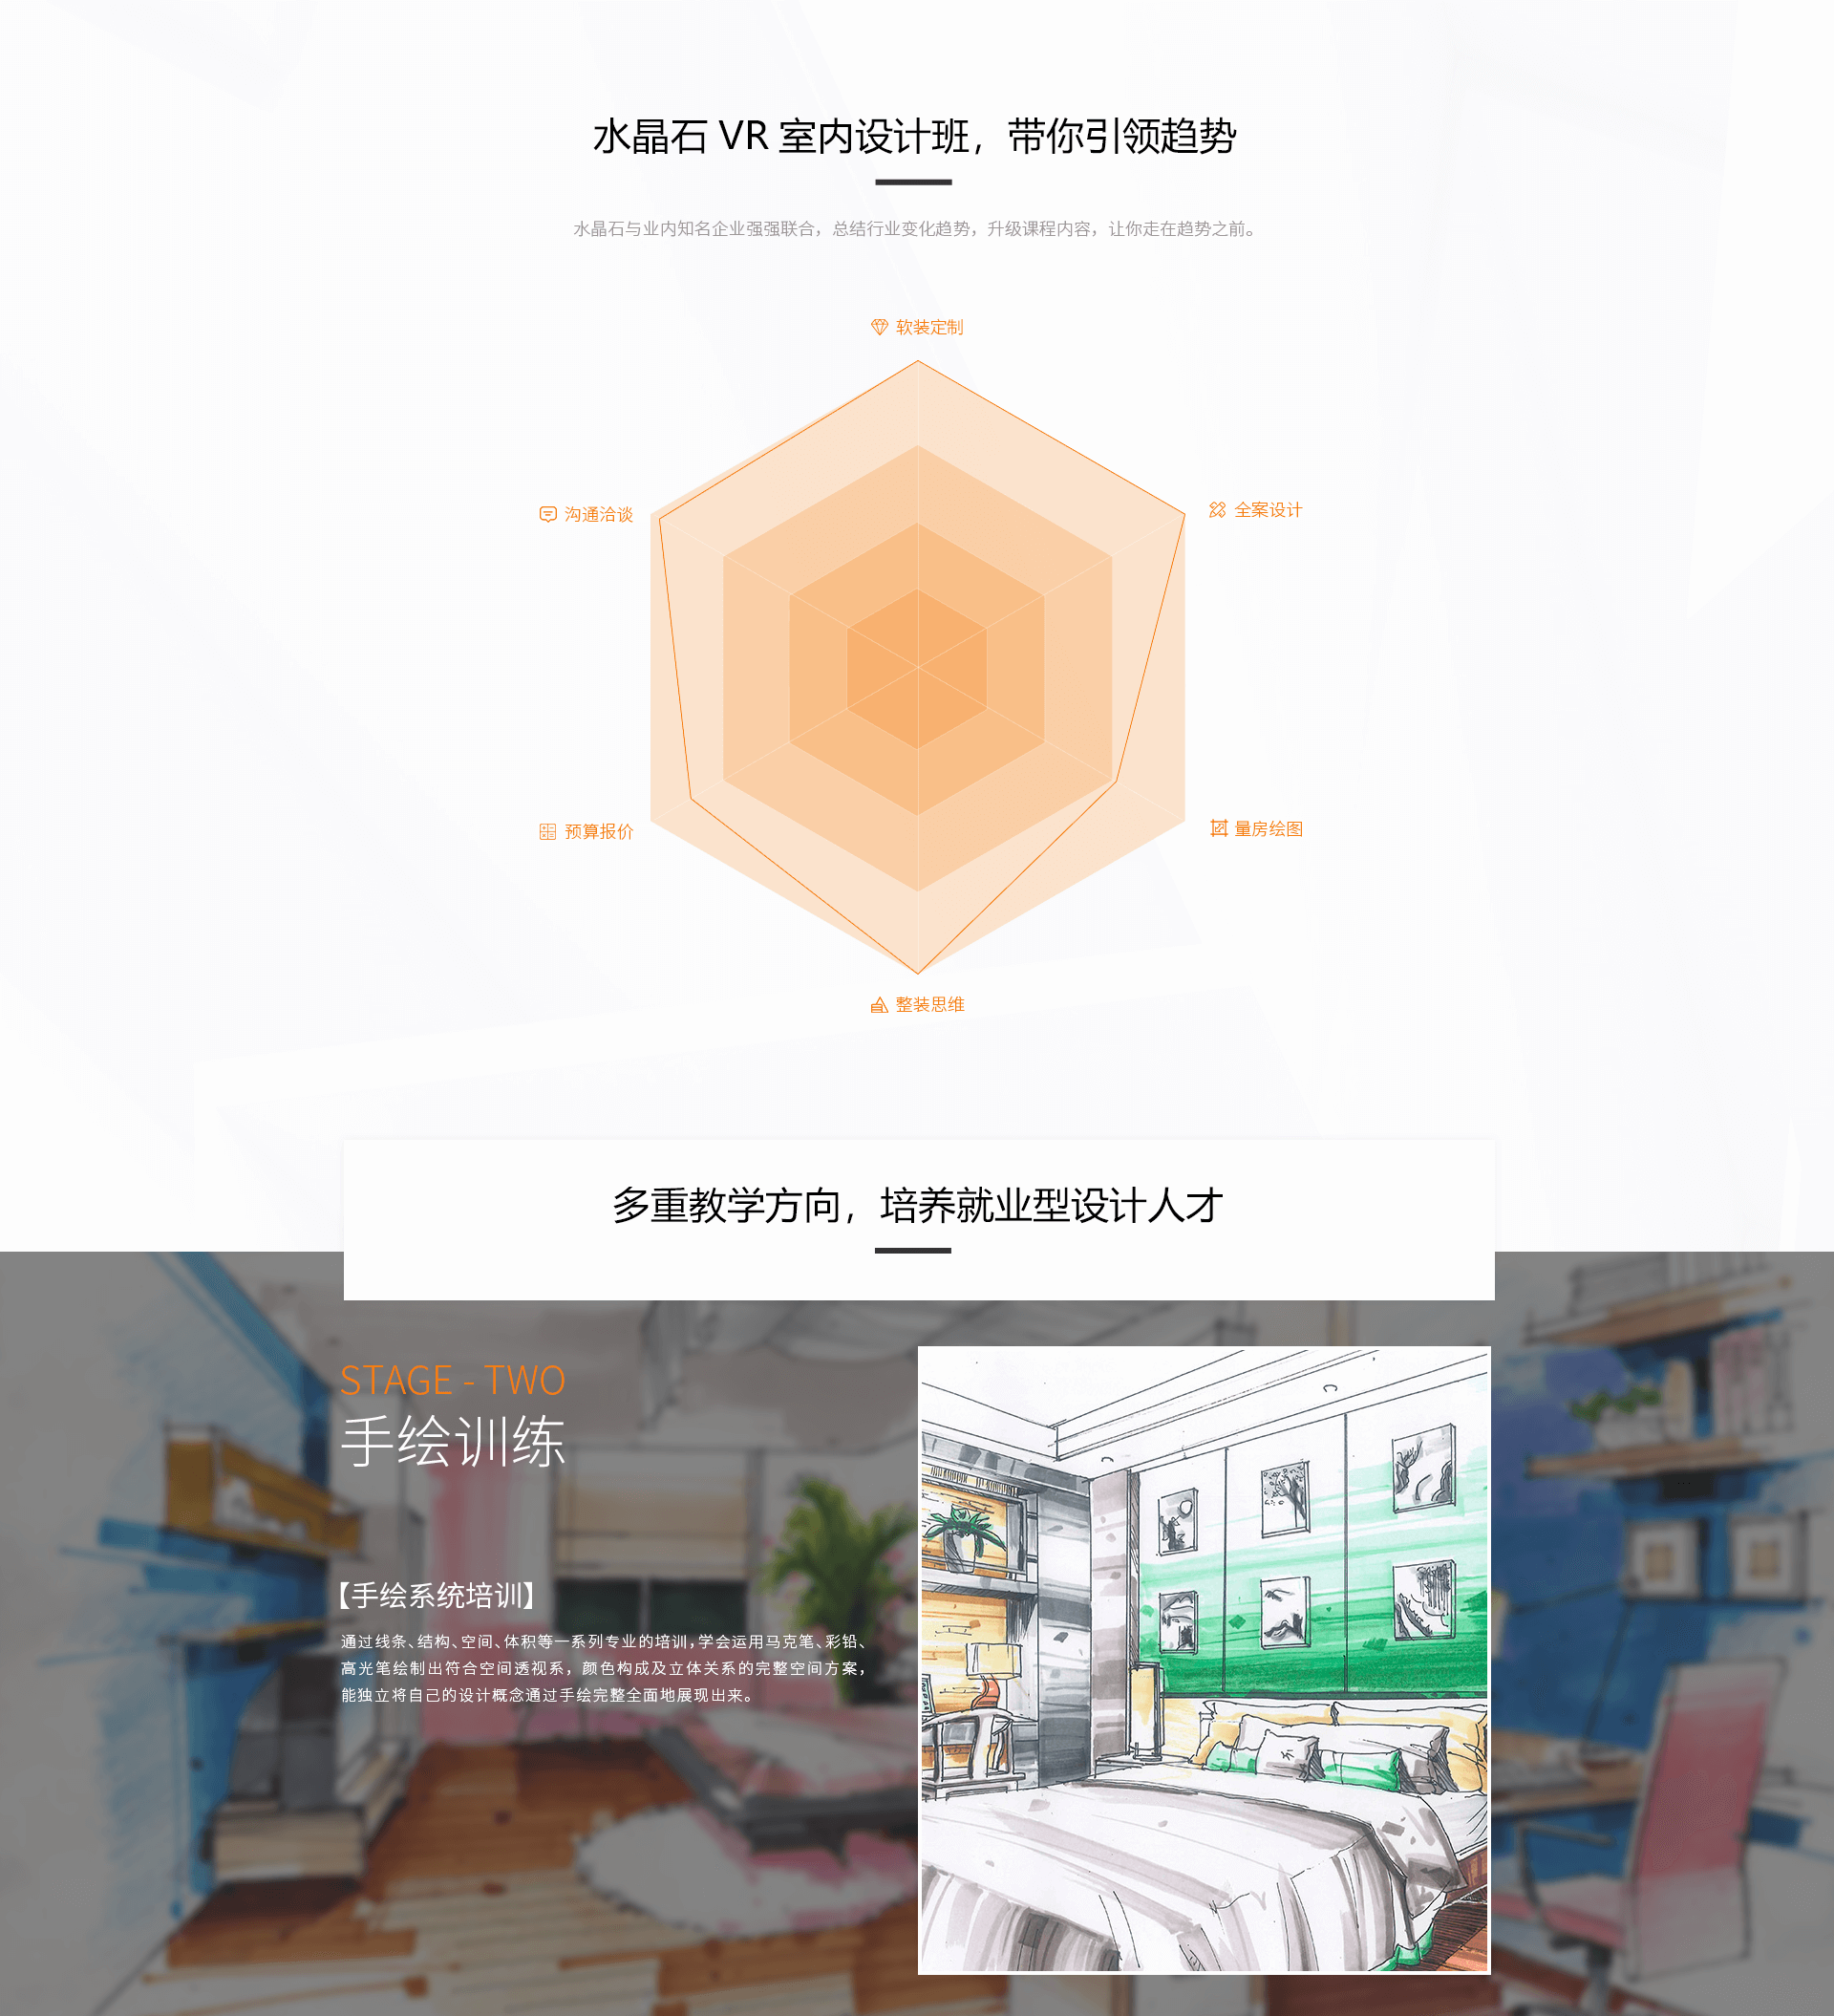 水晶石 VR 室内设计班，带你引领趋势
水晶石与业内知名企业强强联合，总结行业变化趋势，升级课程内容，让你走在趋势之前。
软装定制
沟通洽谈
全案设计
预算报价
量房绘图
整装思维
多重教学方向，培养就业型设计人才
STAGE - TWO
手绘训练
【手绘系统培训】
通过线条、结构、空间、体积等一系列专业的培训，学会运用马克笔、彩铅、
高光笔绘制出符合空间透视系，颜色构成及立体关系的完整空间方案，
能独立将自己的设计概念通过手绘完整全面地展现出来。